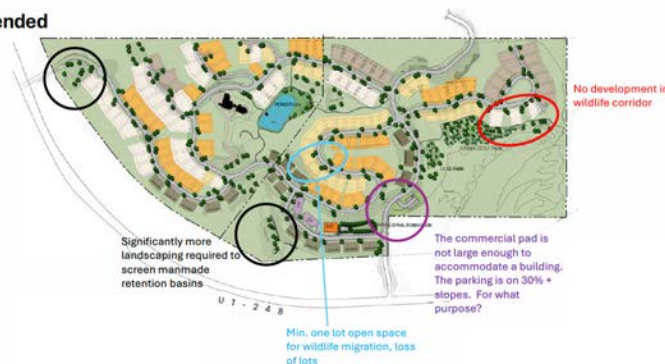 ended
No development in
wildlife corridor
Significantly more
landscaping required to
screen manmade
retention basins
The commercial pad is
not large enough to
accommodate a building.
The parking is on 30% +
slopes. For what
purpose?
U 1 - 2 4 8
Min. one lot open space
for wildlife migration, loss
of lots